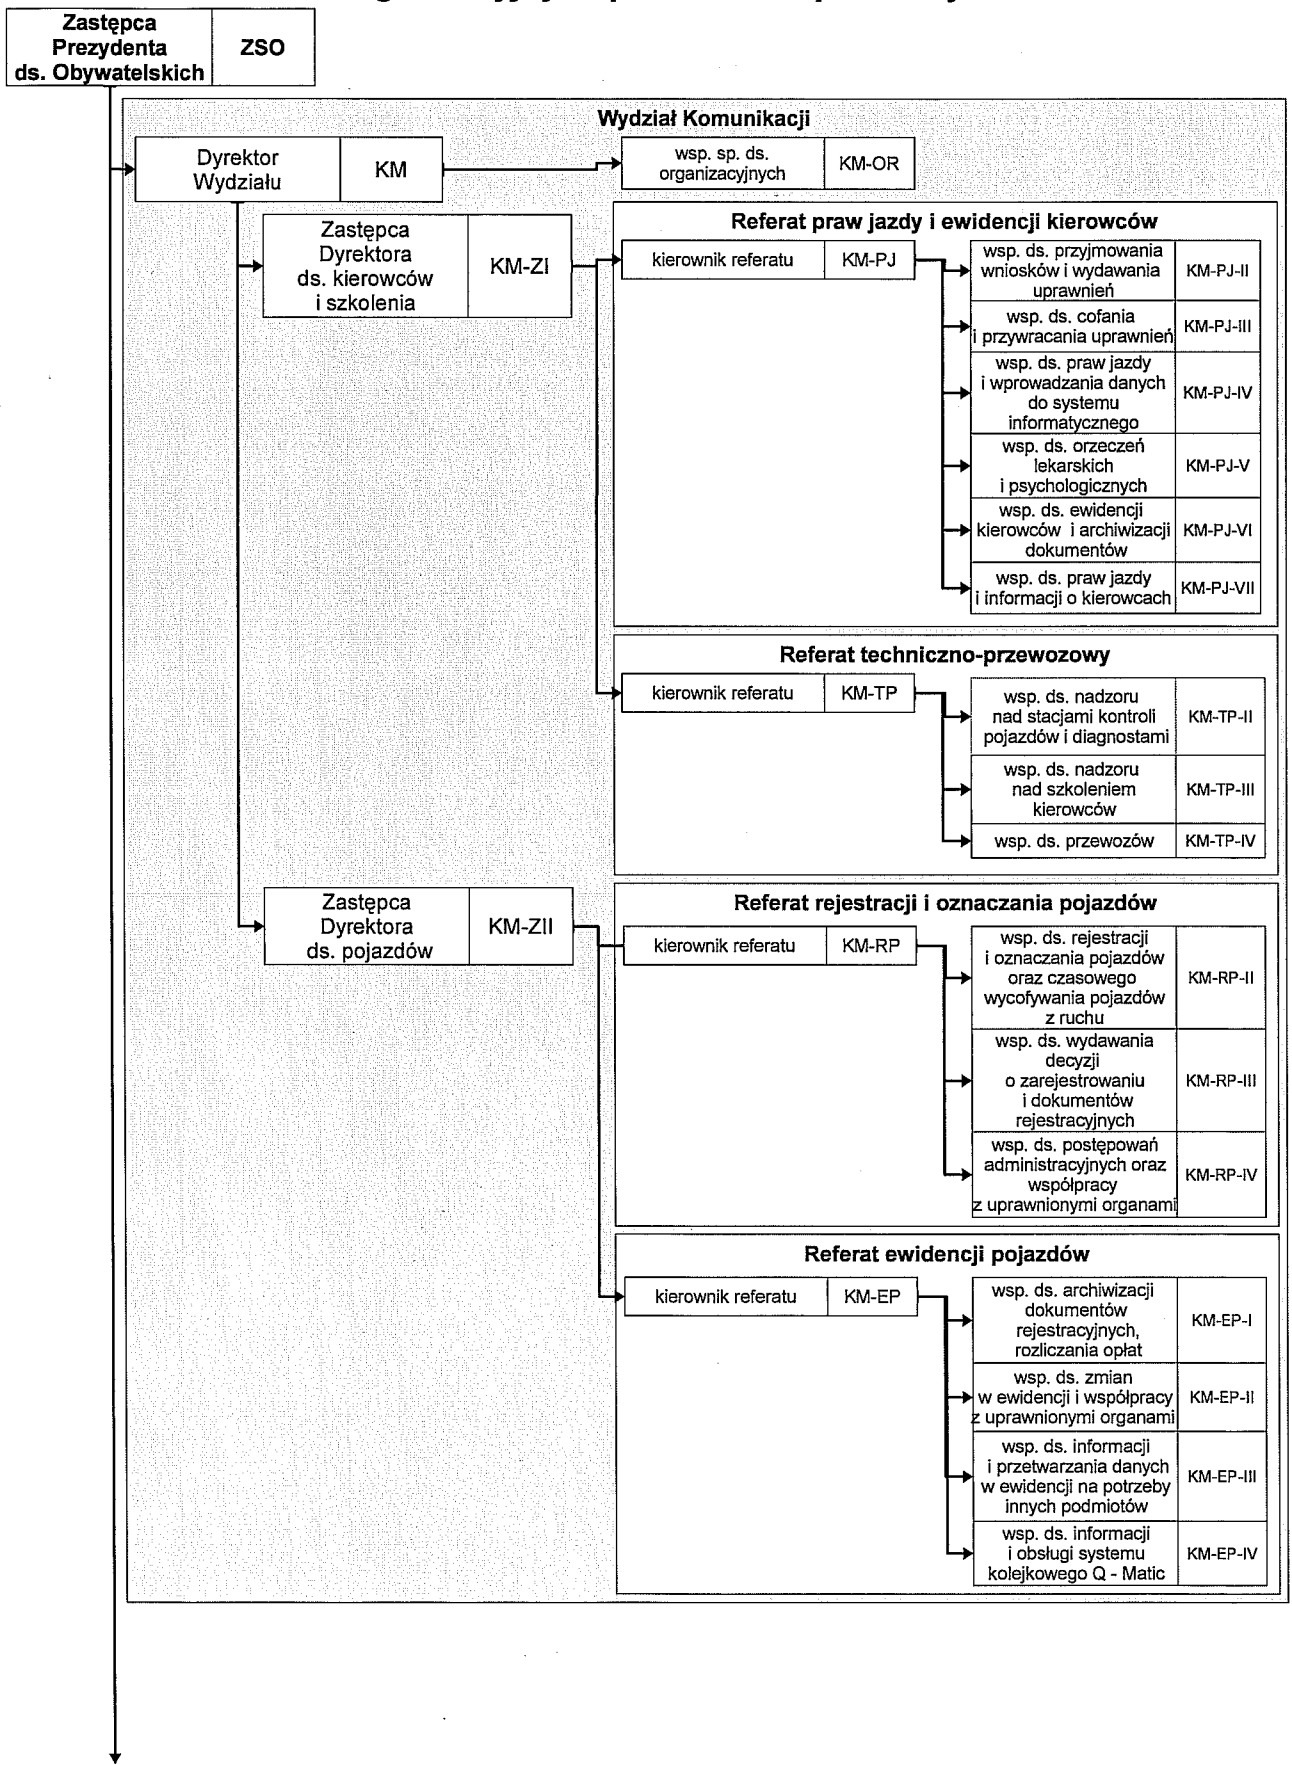 Zastępca
Prezydenta
ds. Obywatelskich
ZSO
Wydział Komunikacji
Dyrektor
Wydziału
KM
wsp. sp. ds.
organizacyjnych
KM-OR
Zastępca
Dyrektora
ds. kierowców
i szkolenia
KM-ZI
Referat praw jazdy i ewidencji kierowców
kierownik referatu
KM-PJ
wsp. ds. przyjmowania
wniosków i wydawania
uprawnień
KM-PJ-II
wsp. ds. cofania
i przywracania uprawnień
KM-PJ-III
wsp. ds. praw jazdy
i wprowadzania danych
do systemu
informatycznego
KM-PJ-IV
wsp. ds. orzeczeń
lekarskich
i psychologicznych
KM-PJ-V
wsp. ds. ewidencji
kierowców i archiwizacji
dokumentów
KM-PJ-VI
wsp. ds. praw jazdy
i informacji o kierowcach
KM-PJ-VII
Referat techniczno-przewozowy
kierownik referatu
KM-TP
wsp. ds. nadzoru
nad stacjami kontroli
pojazdów i diagnostami
KM-TP-II
wsp. ds. nadzoru
nad szkoleniem
kierowców
KM-TP-III
wsp. ds. przewozów
KM-TP-IV
Zastępca
Dyrektora
ds. pojazdów
KM-ZII
Referat rejestracji i oznaczania pojazdów
kierownik referatu
KM-RP
wsp. ds. rejestracji
i oznaczania pojazdów
oraz czasowego
wycofywania pojazdów
z ruchu
KM-RP-II
wsp. ds. wydawania
decyzji
o zarejestrowaniu
i dokumentów
rejestracyjnych
KM-RP-III
wsp. ds. postępowań
administracyjnych oraz
współpracy
z uprawnionymi organami
KM-RP-IV
Referat ewidencji pojazdów
kierownik referatu
KM-EP
wsp. ds. archiwizacji
dokumentów
rejestracyjnych,
rozliczania opłat
KM-EP-I
wsp. ds. zmian
w ewidencji i współpracy
z uprawnionymi organami
KM-EP-II
wsp. ds. informacji
i przetwarzania danych
w ewidencji na potrzeby
innych podmiotów
KM-EP-III
wsp. ds. informacji
i obsługi systemu
kolejkowego Q - Matic
KM-EP-IV